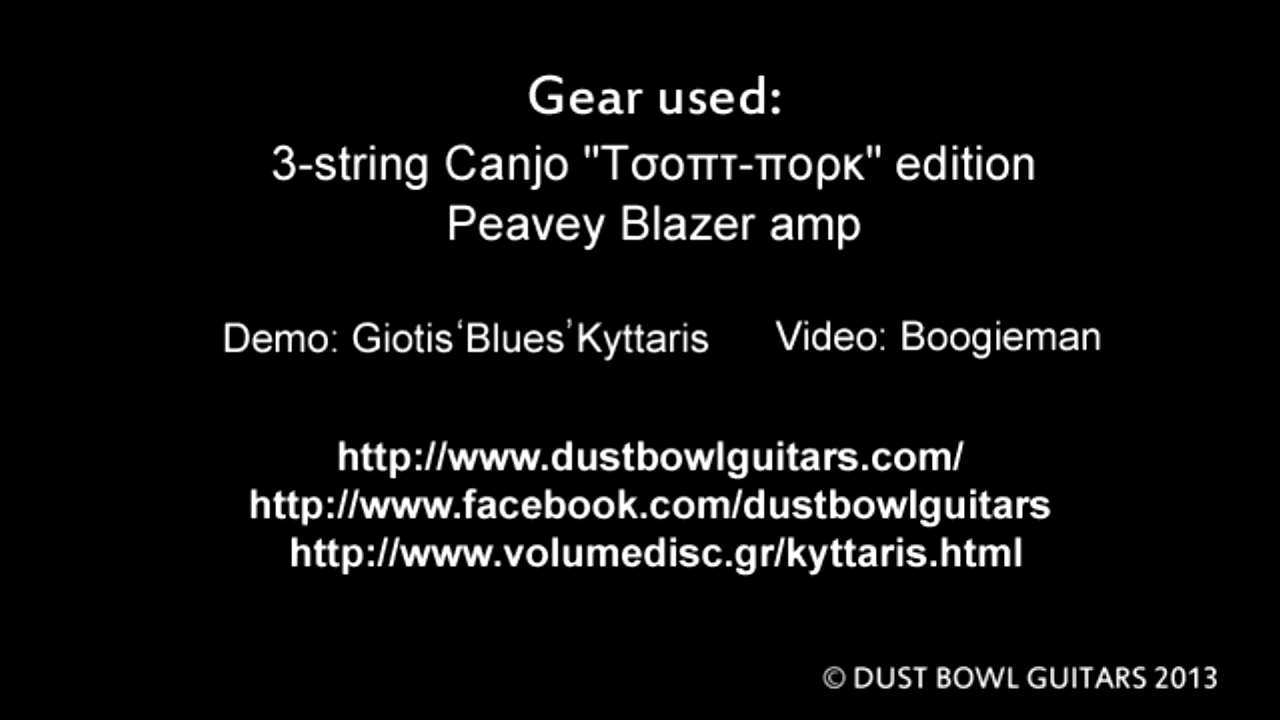 Gear used:
3-string Canjo "Τσοπτ-πορκ" edition
Peavey Blazer amp
Demo: Giotis ‘Blues’ Kyttaris Video: Boogieman
http://www.dustbowlguitars.com/
http://www.facebook.com/dustbowlguitars
http://www.volumedisc.gr/kyttaris.html
© DUST BOWL GUITARS 2013